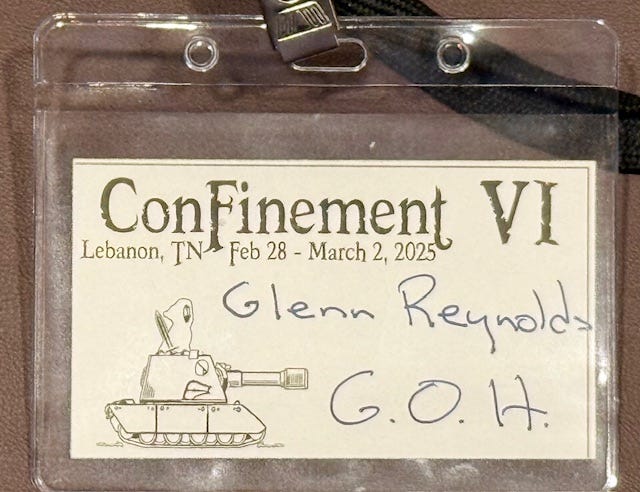 ConFinement VI
Lebanon, TN Feb 28 - March 2, 2025
Glenn Reynolds
G.O.H.